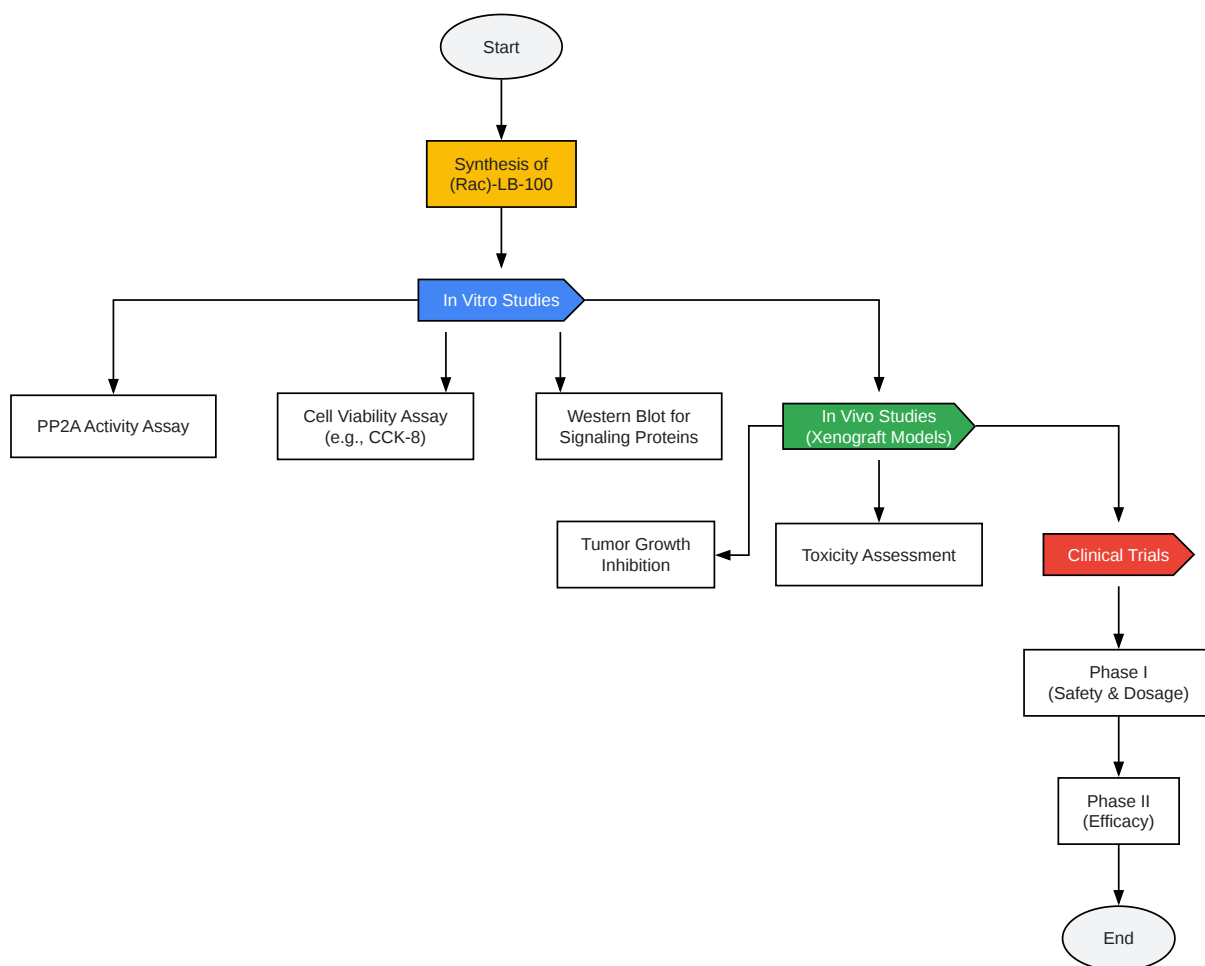 Start
Synthesis of
(Rac)-LB-100
In Vitro Studies
PP2A Activity Assay
Cell Viability Assay
(e.g., CCK-8)
Western Blot for
Signaling Proteins
In Vivo Studies
(Xenograft Models)
Tumor Growth
Inhibition
Toxicity Assessment
Clinical Trials
Phase I
(Safety & Dosage)
Phase II
(Efficacy)
End